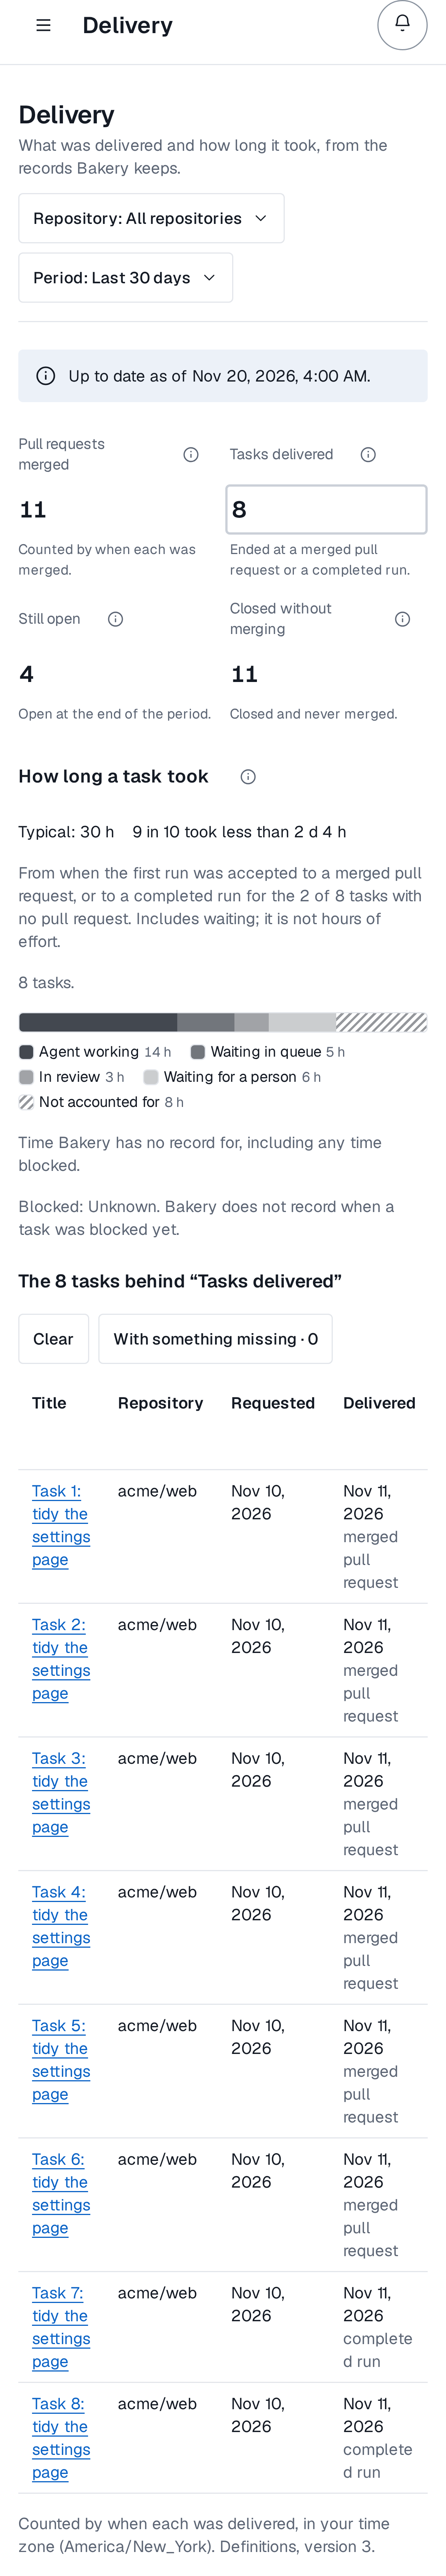 Delivery
Delivery
What was delivered and how long it took, from the
records Bakery keeps.
Repository: All repositories
Period: Last 30 days
Up to date as of Nov 20, 2026, 4:00 AM.
Pull requests
merged
Tasks delivered
11
8
Counted by when each was
merged.
Ended at a merged pull
request or a completed run.
Still open
Closed without
merging
4
11
Open at the end of the period.
Closed and never merged.
How long a task took
Typical: 30 h 9 in 10 took less than 2 d 4 h
From when the first run was accepted to a merged pull
request, or to a completed run for the 2 of 8 tasks with
no pull request. Includes waiting; it is not hours of
effort.
8 tasks.
Agent working 14 h Waiting in queue 5 h
In review 3 h Waiting for a person 6 h
Not accounted for 8 h
Time Bakery has no record for, including any time
blocked.
Blocked: Unknown. Bakery does not record when a
task was blocked yet.
The 8 tasks behind “Tasks delivered”
Clear With something missing · 0
Title Repository Requested Delivered
Task 1: acme/web Nov 10, Nov 11,
tidy the 2026 2026
settings merged
page pull
request
Task 2: acme/web Nov 10, Nov 11,
tidy the 2026 2026
settings merged
page pull
request
Task 3: acme/web Nov 10, Nov 11,
tidy the 2026 2026
settings merged
page pull
request
Task 4: acme/web Nov 10, Nov 11,
tidy the 2026 2026
settings merged
page pull
request
Task 5: acme/web Nov 10, Nov 11,
tidy the 2026 2026
settings merged
page pull
request
Task 6: acme/web Nov 10, Nov 11,
tidy the 2026 2026
settings merged
page pull
request
Task 7: acme/web Nov 10, Nov 11,
tidy the 2026 2026
settings complete
page d run
Task 8: acme/web Nov 10, Nov 11,
tidy the 2026 2026
settings complete
page d run
Counted by when each was delivered, in your time
zone (America/New_York). Definitions, version 3.